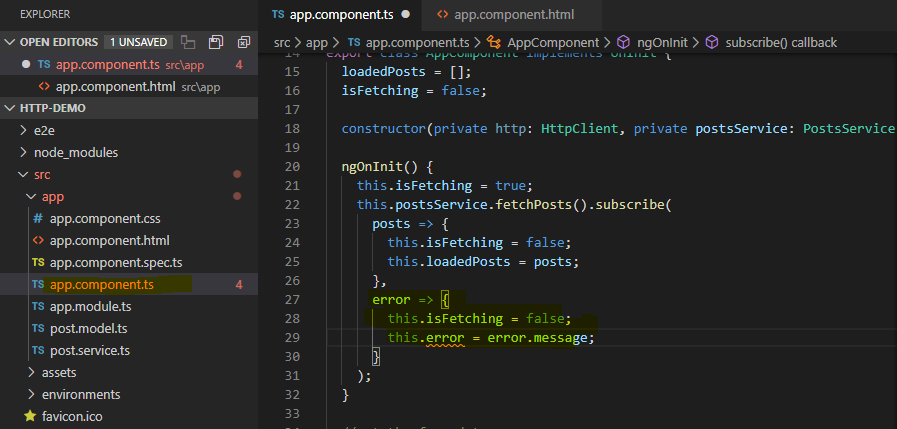 EXPLORER
OPEN EDITORS 1 UNSAVED
TS app.component.ts src\app 4
<> app.component.html src\app
HTTP-DEMO
> e2e
> node_modules
src
app
# app.component.css
<> app.component.html
TS app.component.spec.ts
TS app.component.ts 4
TS app.module.ts
TS post.model.ts
TS post.service.ts
> assets
> environments
favicon.ico
TS app.component.ts
<> app.component.html
src > app > TS app.component.ts > AppComponent > ngOnInit > subscribe() callback
14 export class AppComponent implements OnInit {
15 loadedPosts = [];
16 isFetching = false;
17
18 constructor(private http: HttpClient, private postsService: PostsService
19
20 ngOnInit() {
21 this.isFetching = true;
22 this.postsService.fetchPosts().subscribe(
23 posts => {
24 this.isFetching = false;
25 this.loadedPosts = posts;
26 },
27 error => {
28 this.isFetching = false;
29 this.error = error.message;
30 }
31 );
32 }
33